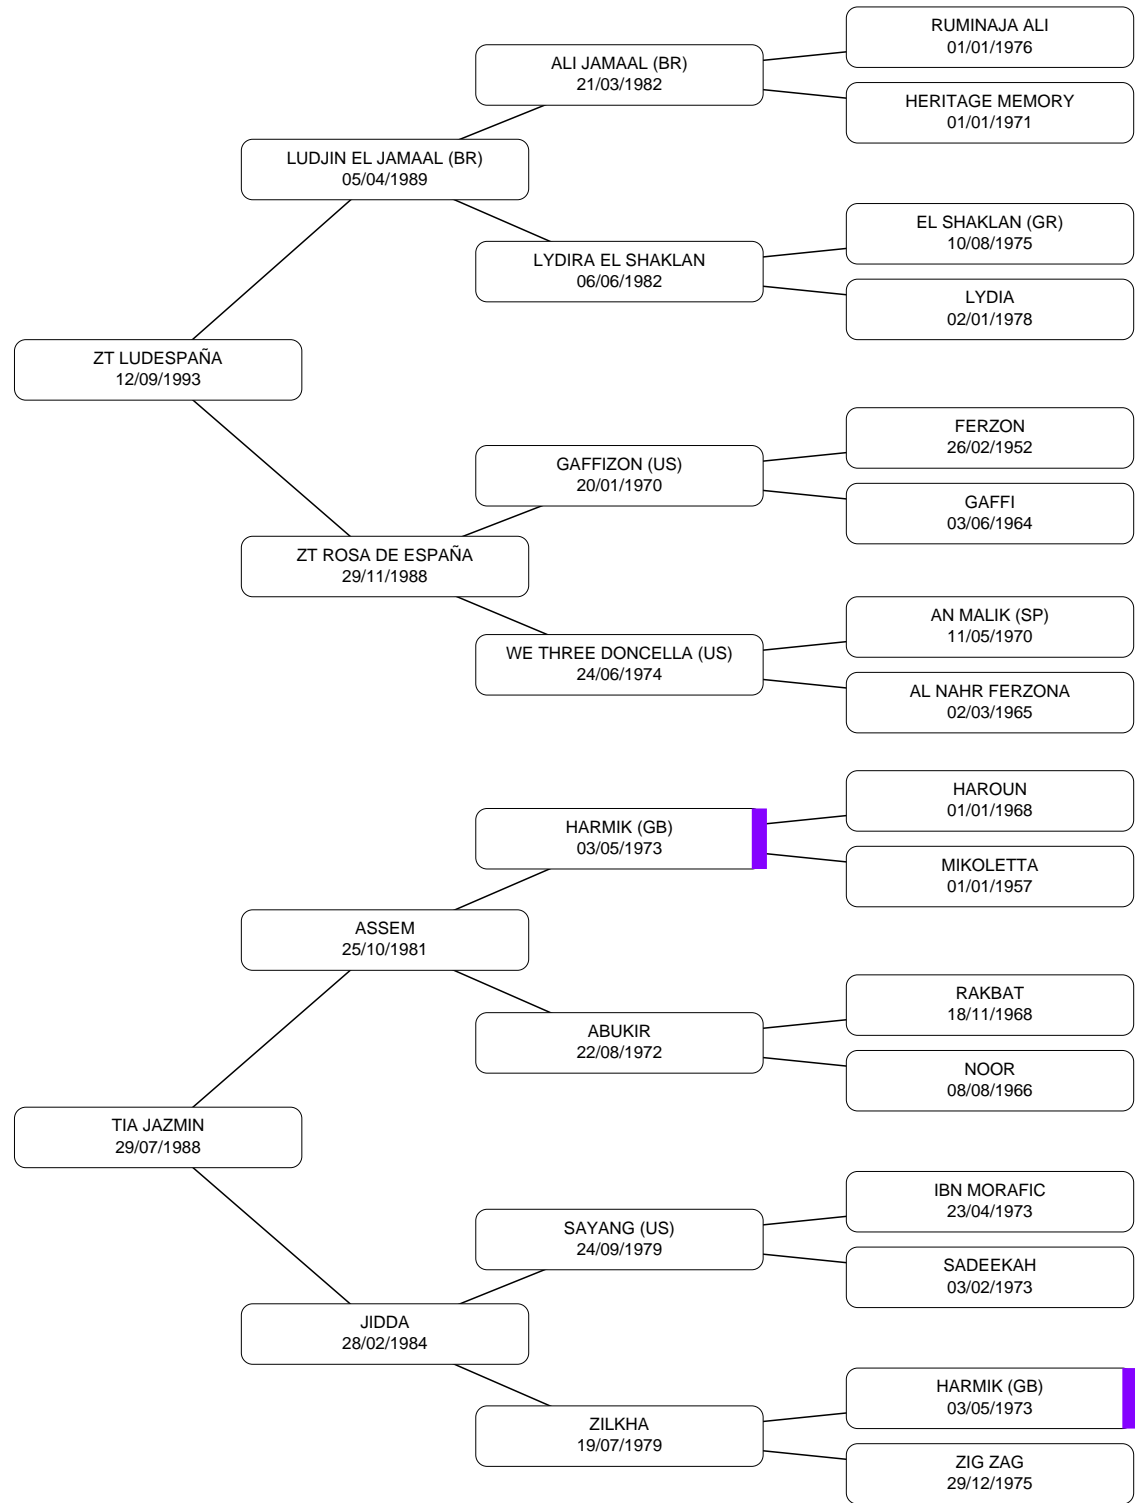 RUMINAJA ALI
01/01/1976
ALI JAMAAL (BR)
21/03/1982
HERITAGE MEMORY
01/01/1971
LUDJIN EL JAMAAL (BR)
05/04/1989
EL SHAKLAN (GR)
10/08/1975
LYDIRA EL SHAKLAN
06/06/1982
LYDIA
02/01/1978
ZT LUDESPAÑA
12/09/1993
FERZON
26/02/1952
GAFFIZON (US)
20/01/1970
GAFFI
03/06/1964
ZT ROSA DE ESPAÑA
29/11/1988
AN MALIK (SP)
11/05/1970
WE THREE DONCELLA (US)
24/06/1974
AL NAHR FERZONA
02/03/1965
HAROUN
01/01/1968
HARMIK (GB)
03/05/1973
MIKOLETTA
01/01/1957
ASSEM
25/10/1981
RAKBAT
18/11/1968
ABUKIR
22/08/1972
NOOR
08/08/1966
TIA JAZMIN
29/07/1988
IBN MORAFIC
23/04/1973
SAYANG (US)
24/09/1979
SADEEKAH
03/02/1973
JIDDA
28/02/1984
HARMIK (GB)
03/05/1973
ZILKHA
19/07/1979
ZIG ZAG
29/12/1975